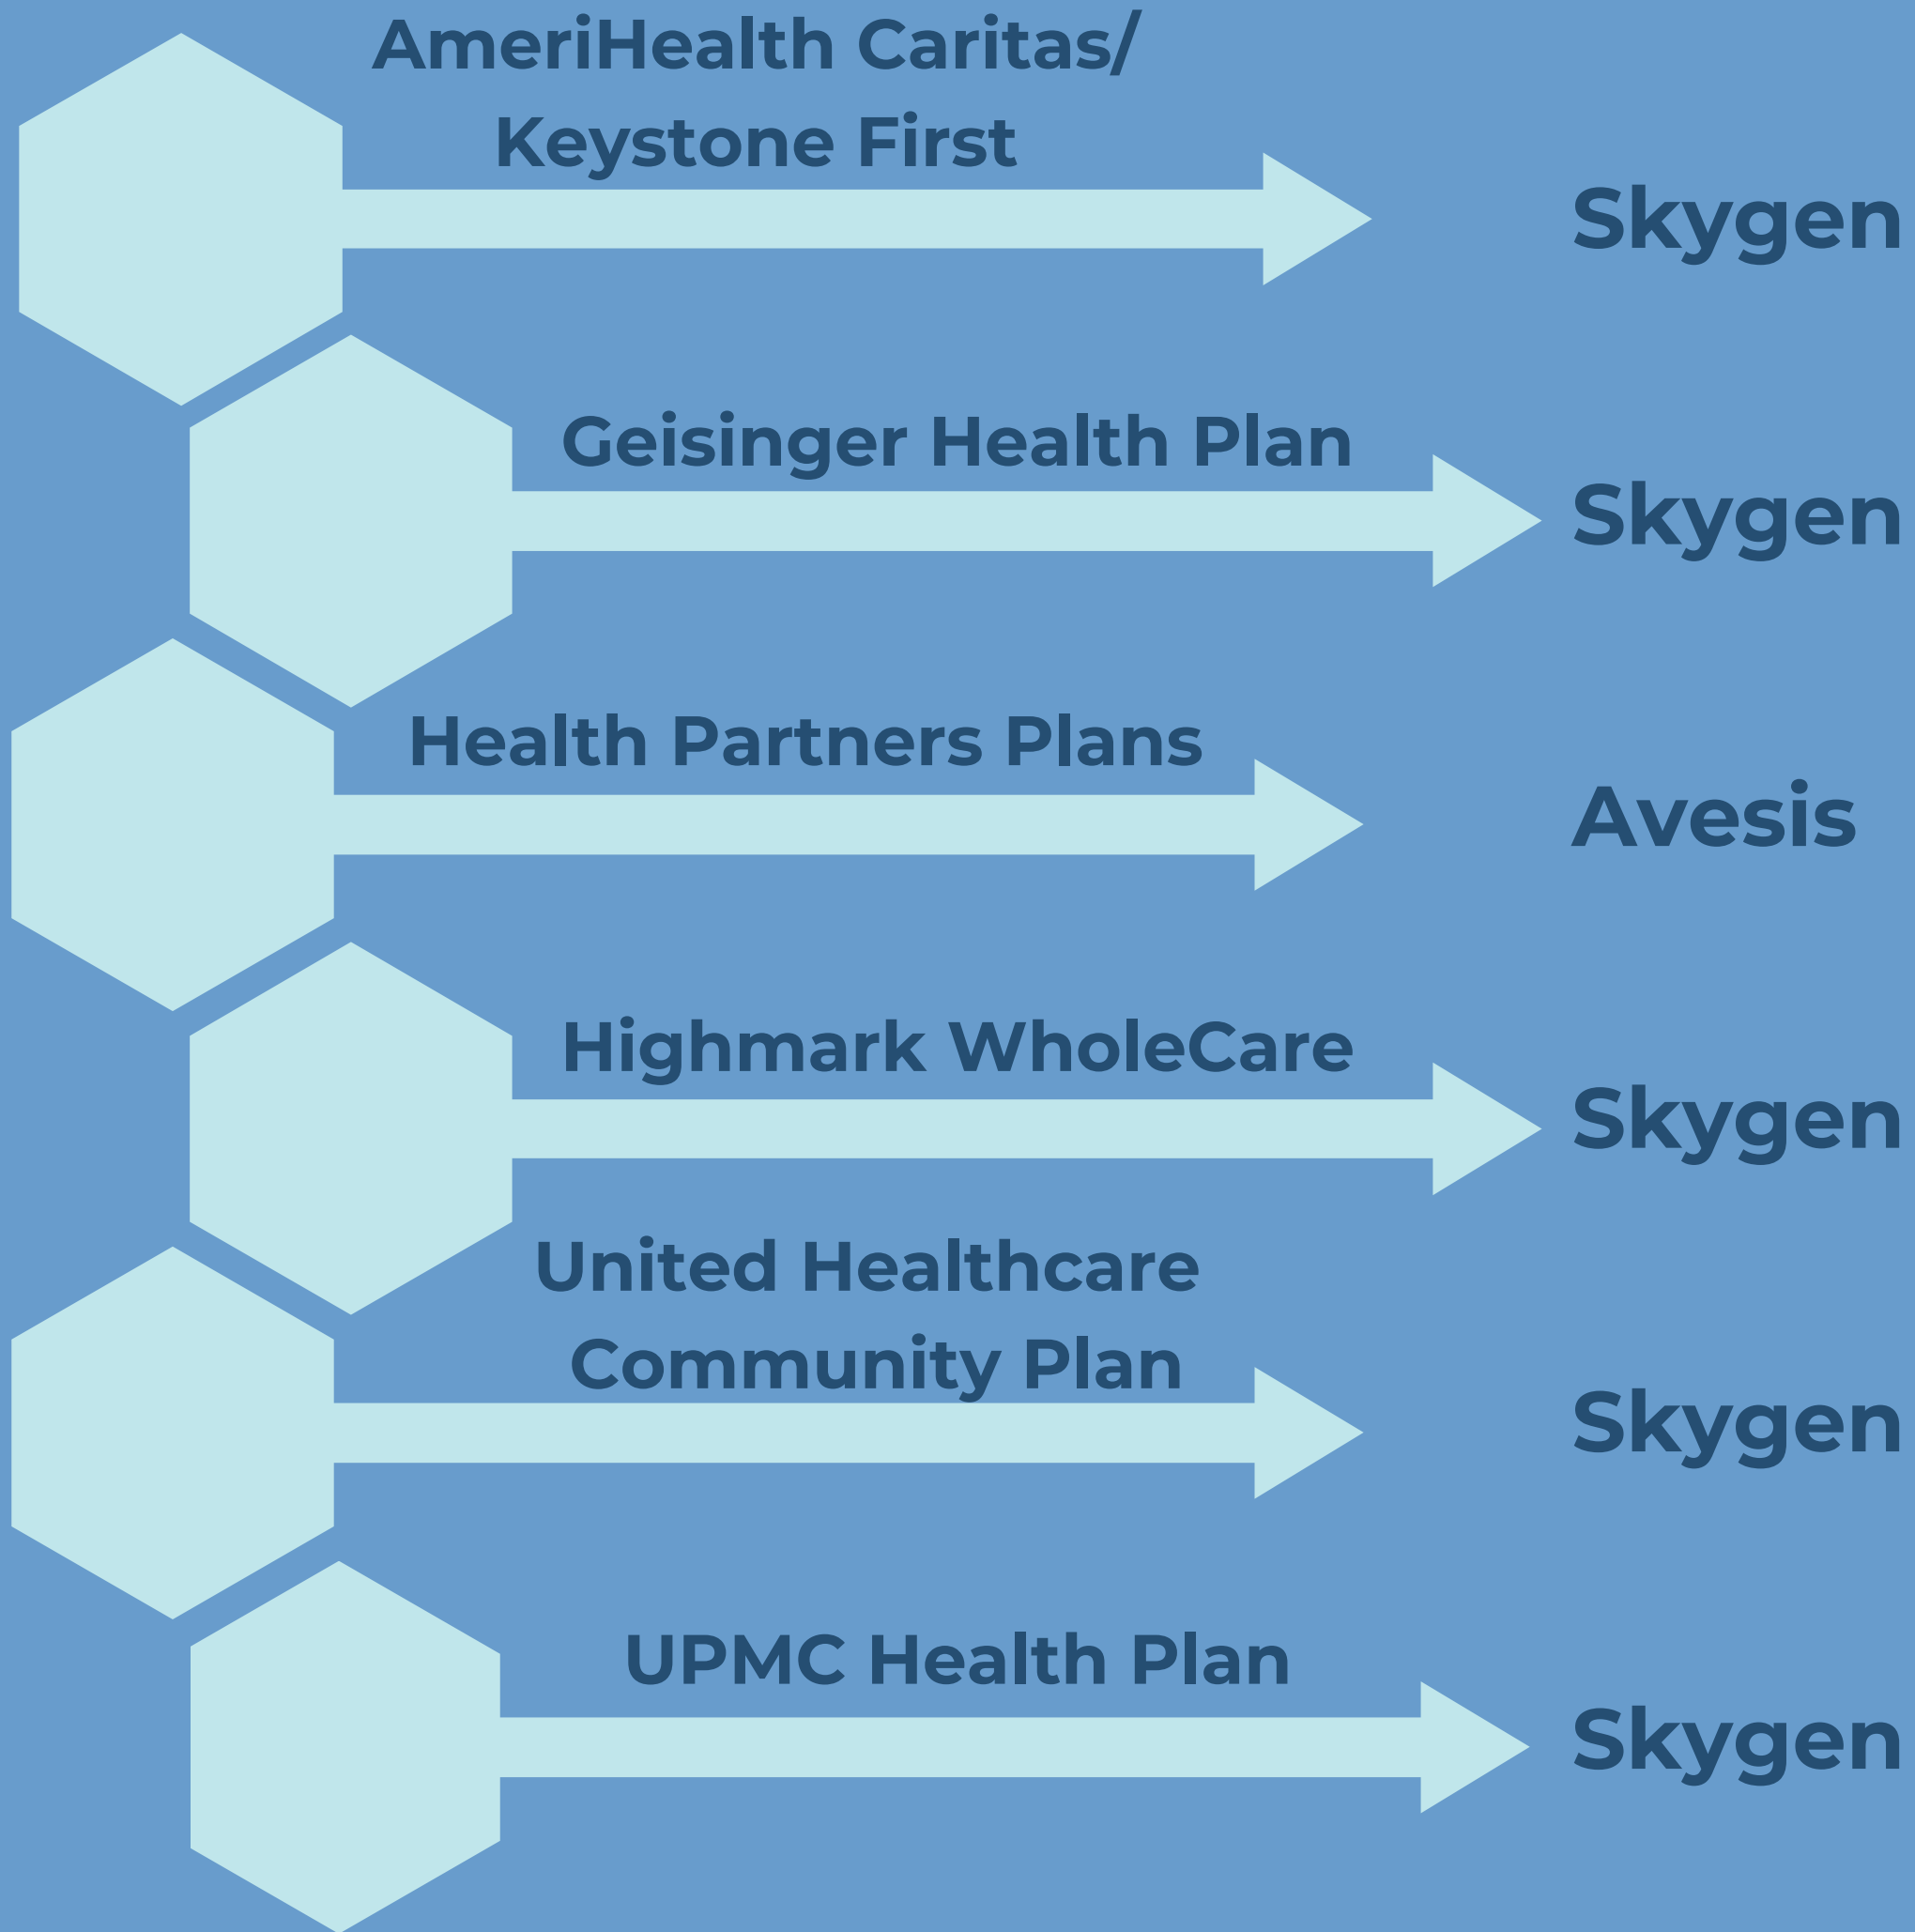 AmeriHealth Caritas/
Keystone First
Skygen
Geisinger Health Plan
Skygen
Health Partners Plans
Avesis
Highmark WholeCare
Skygen
United Healthcare
Community Plan
Skygen
UPMC Health Plan
Skygen